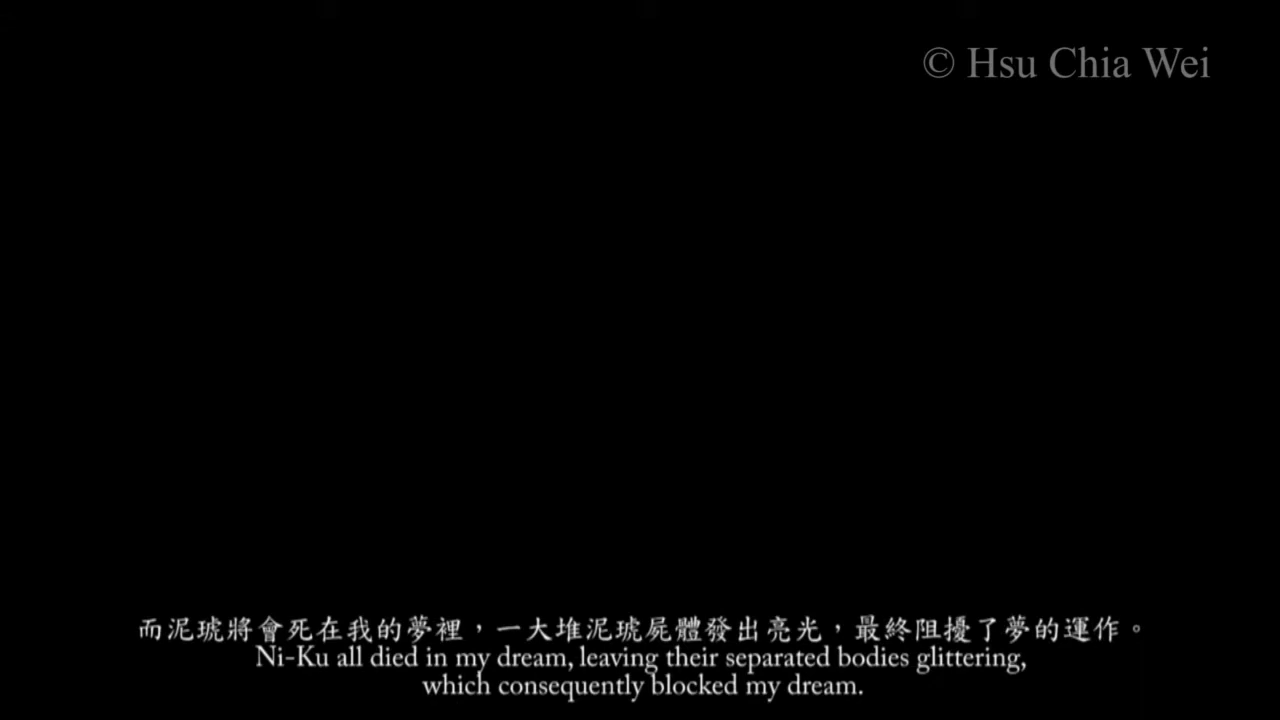 © Hsu Chia Wei
而泥琥將會死在我的夢裡，一大堆泥琥屍體發出亮光，最終阻擾了夢的運作。
Ni-Ku all died in my dream, leaving their separated bodies glittering,
which consequently blocked my dream.